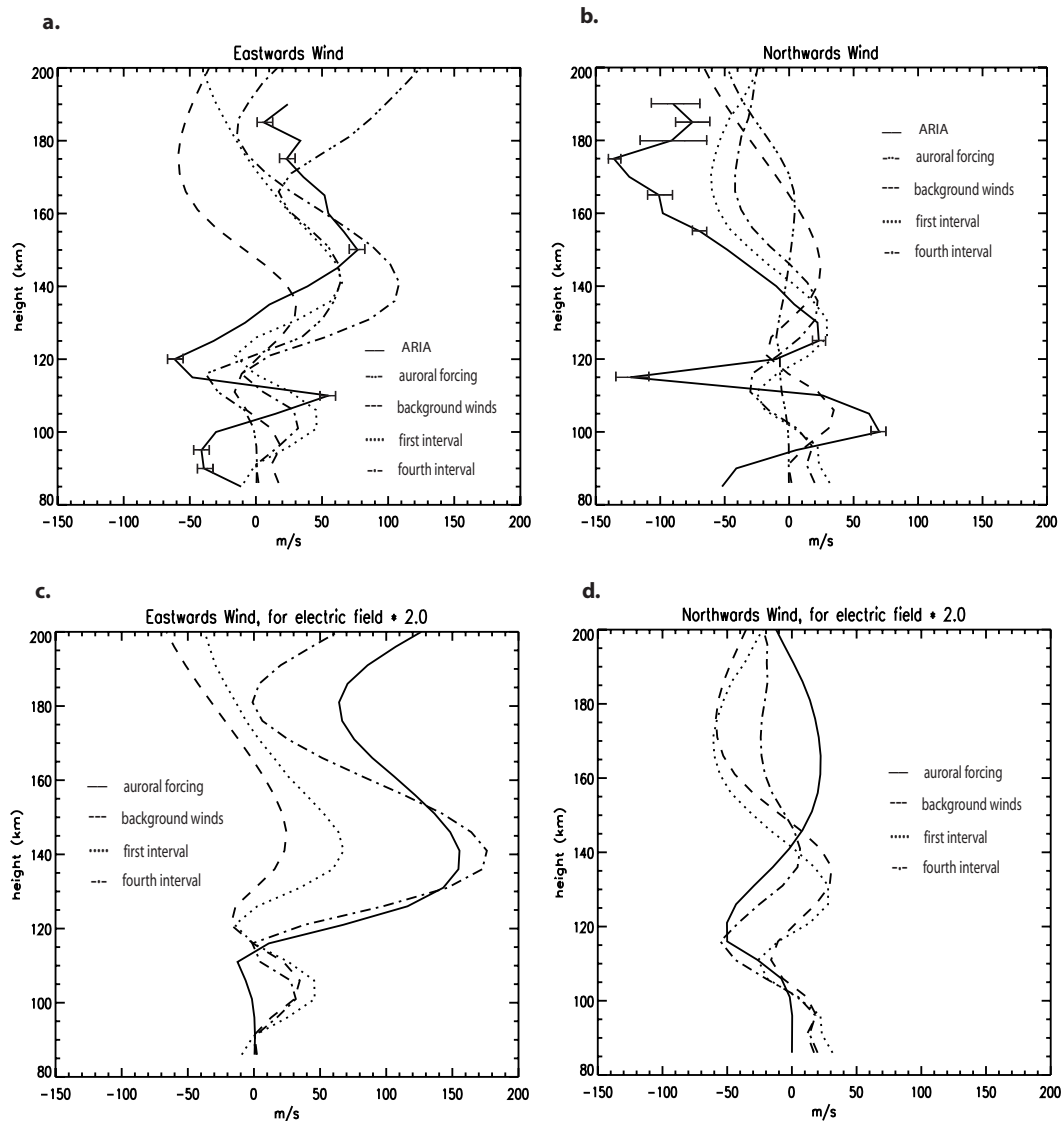 a.
Eastwards Wind
200
180
160
140
120
100
80
height (km)
-150 -100 -50 0 50 100 150 200
m/s
ARIA
auroral forcing
background winds
first interval
fourth interval
b.
Northwards Wind
200
180
160
140
120
100
80
height (km)
-150 -100 -50 0 50 100 150 200
m/s
ARIA
auroral forcing
background winds
first interval
fourth interval
c.
Eastwards Wind, for electric field * 2.0
200
180
160
140
120
100
80
height (km)
-150 -100 -50 0 50 100 150 200
m/s
auroral forcing
background winds
first interval
fourth interval
d.
Northwards Wind, for electric field * 2.0
200
180
160
140
120
100
80
height (km)
-150 -100 -50 0 50 100 150 200
m/s
auroral forcing
background winds
first interval
fourth interval